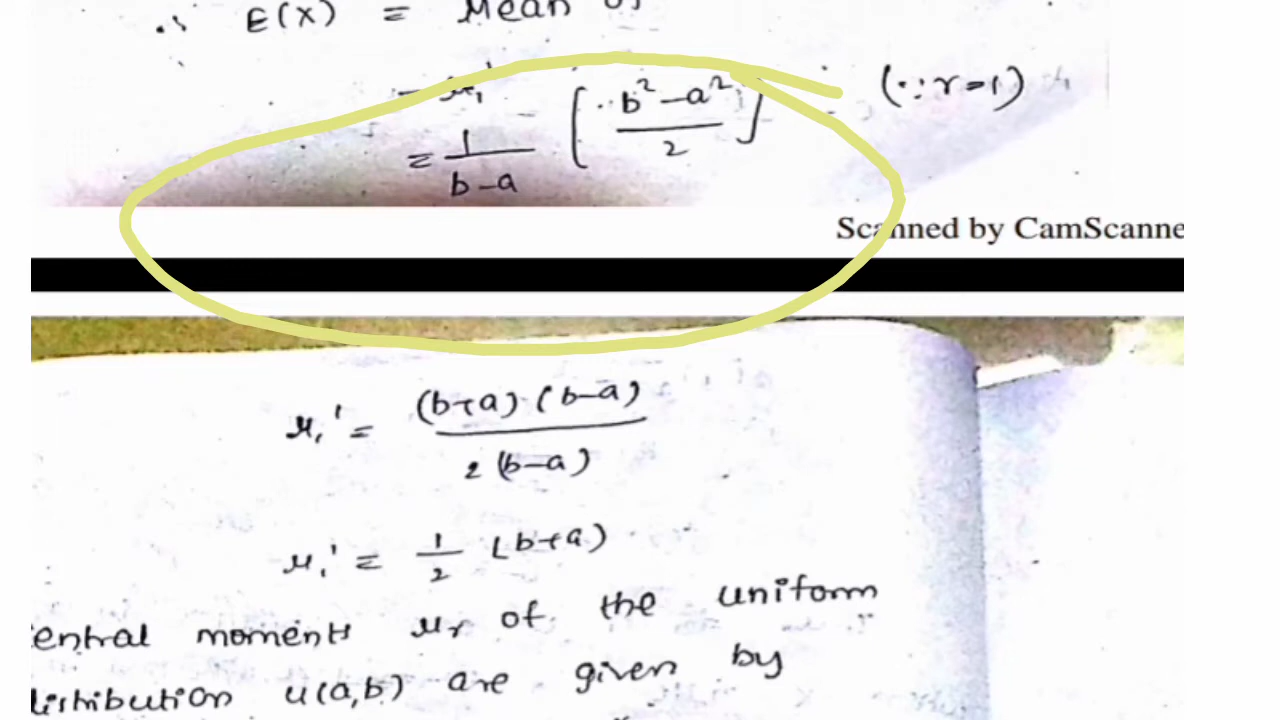 ∴ E(X) = Mean of
= μ₁'
= 1/(b-a) [(b²-a²)/2] (∵ r=1)
Scanned by CamScanne
μ₁' = (b+a) (b-a) / 2(b-a)
μ₁' = 1/2 (b+a)
entral moments μr of the uniform
distribution u(a,b) are given by